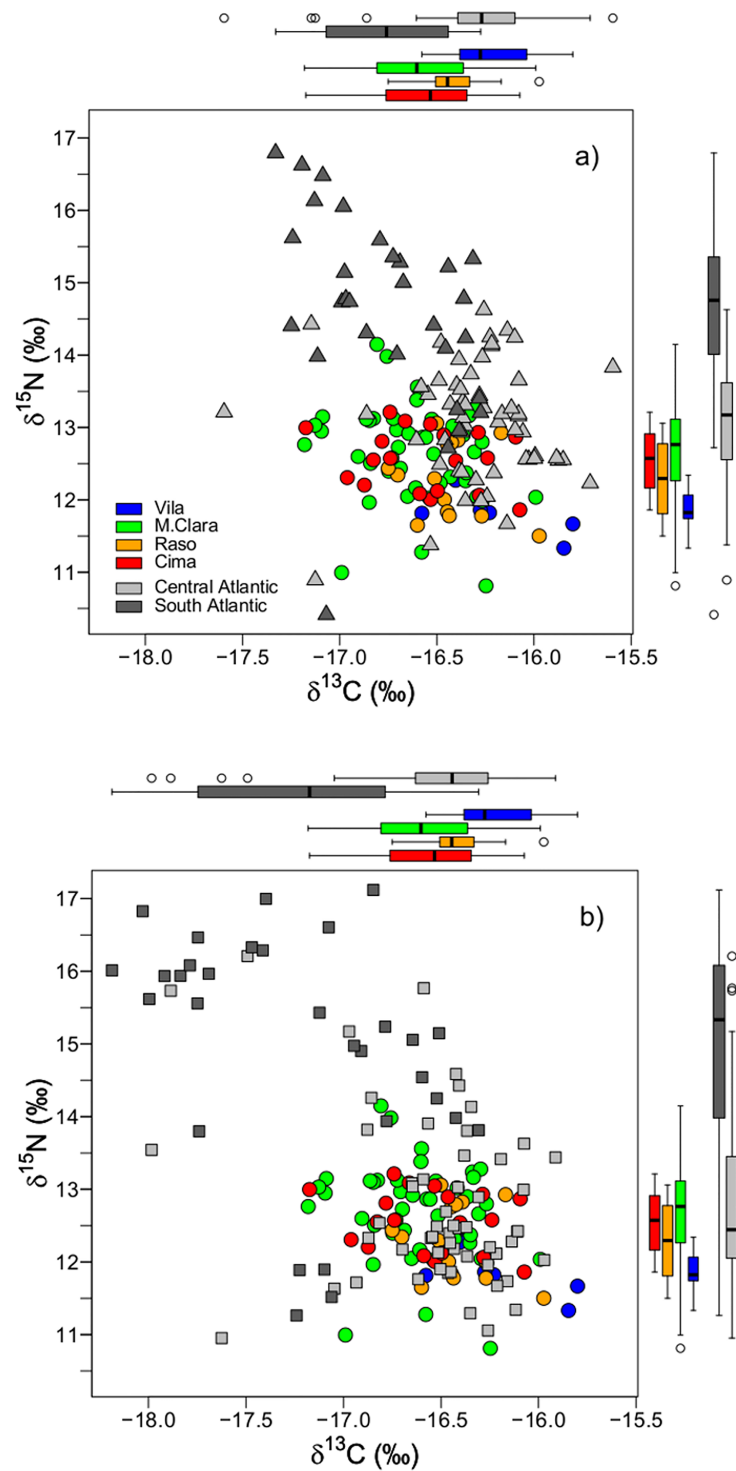 a)
17
16
15
14
13
12
11
δ15N (‰)
Vila
M.Clara
Raso
Cima
Central Atlantic
South Atlantic
−18.0 −17.5 −17.0 −16.5 −16.0 −15.5
δ13C (‰)
b)
17
16
15
14
13
12
11
δ15N (‰)
−18.0 −17.5 −17.0 −16.5 −16.0 −15.5
δ13C (‰)